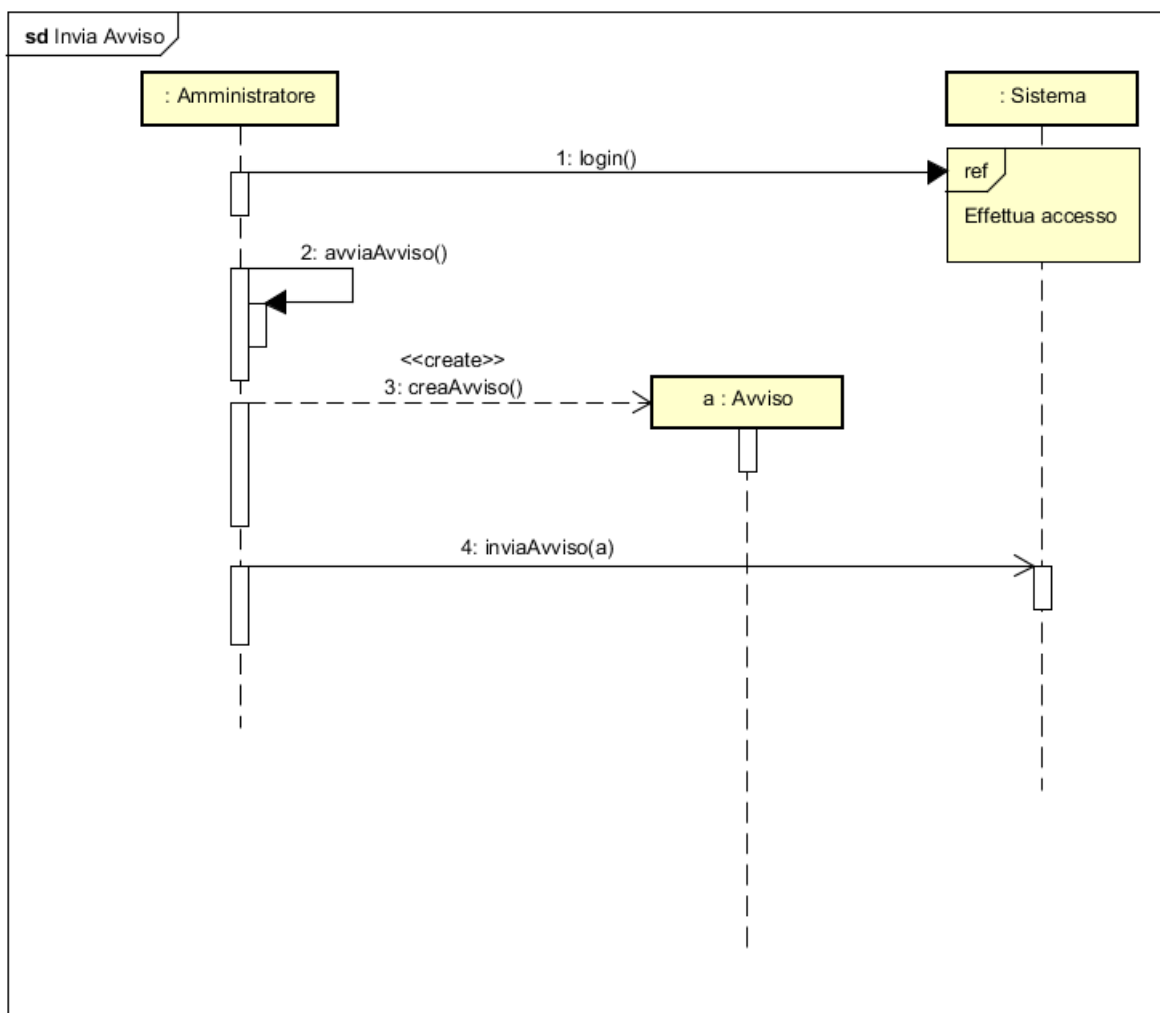 sd Invia Avviso
: Amministratore
: Sistema
1: login()
ref
Effettua accesso
2: avviaAvviso()
<<create>>
3: creaAvviso()
a : Avviso
4: inviaAvviso(a)